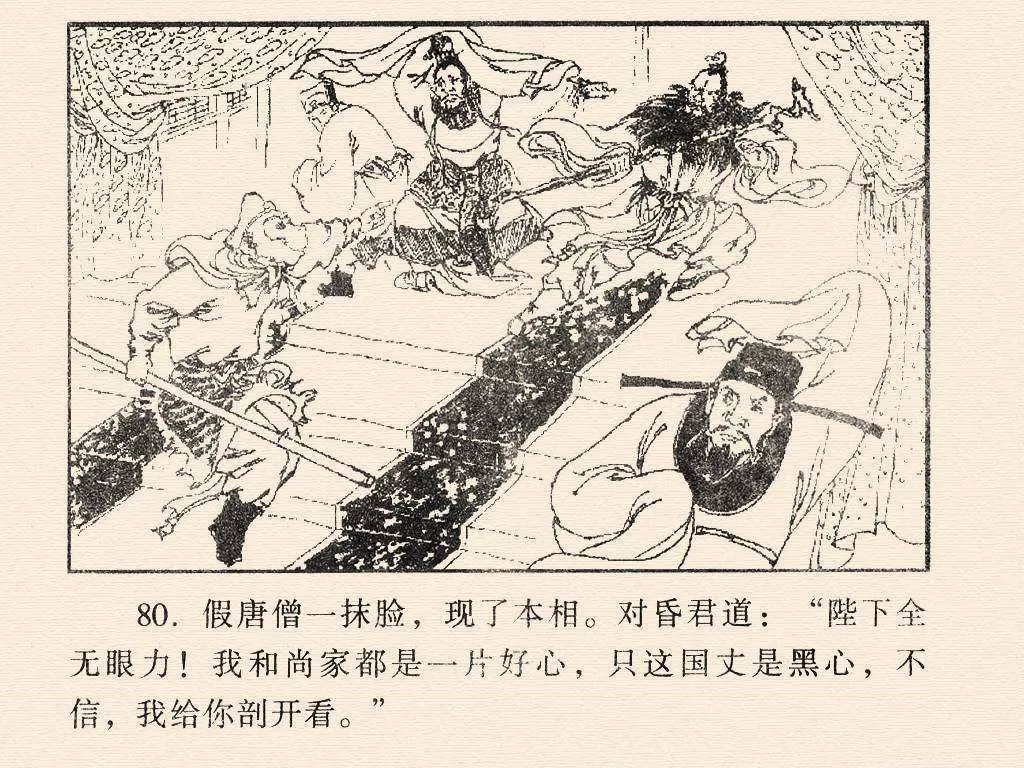 80. 假唐僧一抹脸，现了本相。对昏君道：“陛下全
无眼力！我和尚家都是一片好心，只这国丈是黑心，不
信，我给你剖开看。”